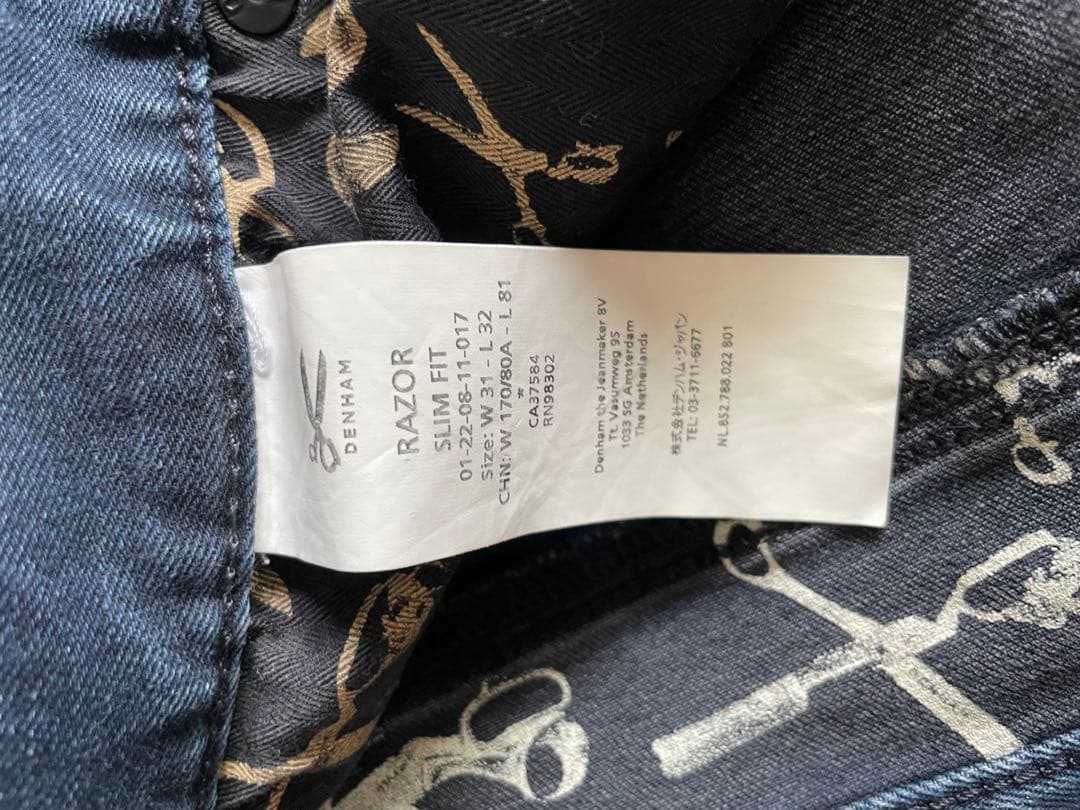 DENHAM
RAZOR
SLIM FIT
01-22-08-11-017
Size: W 31 - L 32
CHN: W 170/80A - L 81
*
CA37584
RN98302
Denham the Jeanmaker BV
Tt. Vasumweg 95
1033 SG Amsterdam
The Netherlands
株式会社デンハム・ジャパン
TEL: 03-3711-6677
NL.852.788.022 B01